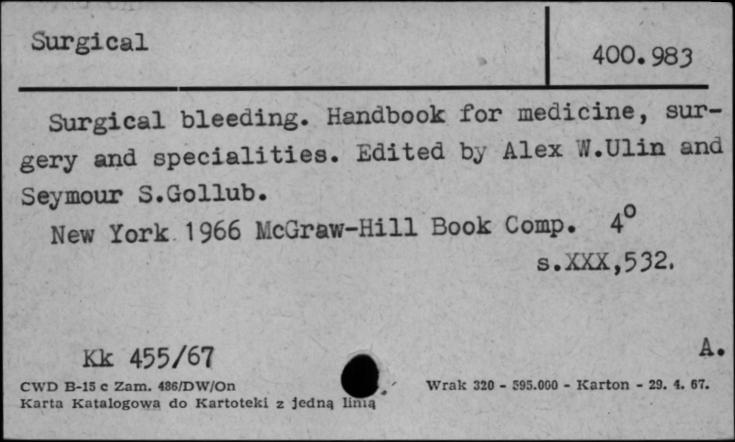 Surgical
400.983
Surgical bleeding. Handbook for medicine, sur-
gery and specialities. Edited by Alex W.Ulin and
Seymour S.Gollub.
New York 1966 McGraw-Hill Book Comp. 4°
s.XXX,532.
Kk 455/67
A.
CWD B-15 c Zam. 486/DW/On
Wrak 320 - 595.000 - Karton - 29. 4. 67.
Karta Katalogowa do Kartoteki z jedną linią